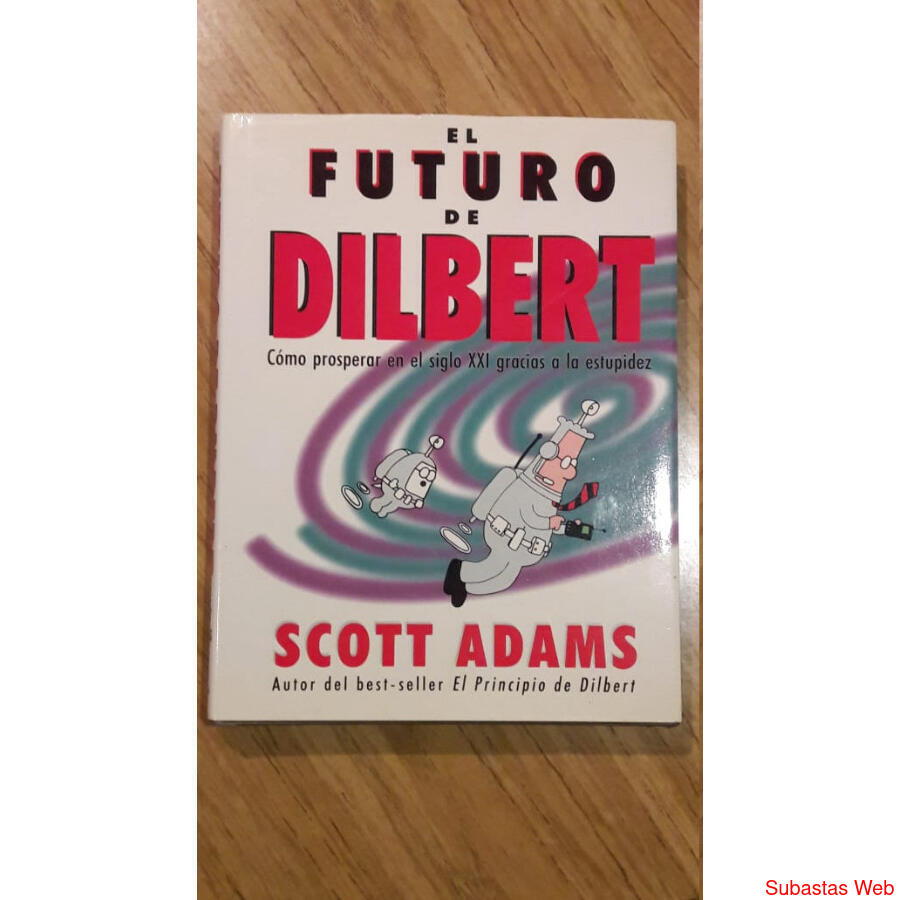 EL
FUTURO
DE
DILBERT
Cómo prosperar en el siglo XXI gracias a la estupidez
SCOTT ADAMS
Autor del best-seller El Principio de Dilbert
Subastas Web